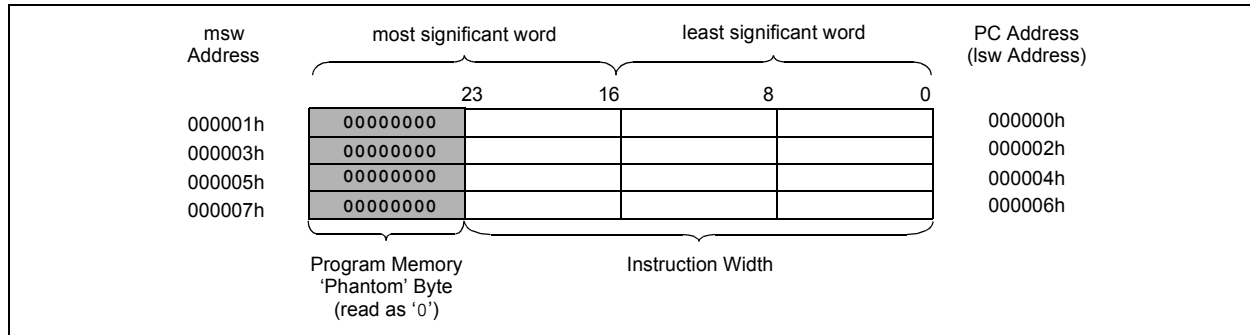 msw
Address
most significant word
least significant word
PC Address
(lsw Address)
23
16
8
0
000001h
00000000
000000h
000003h
00000000
000002h
000005h
00000000
000004h
000007h
00000000
000006h
Program Memory
‘Phantom’ Byte
(read as ‘0’)
Instruction Width